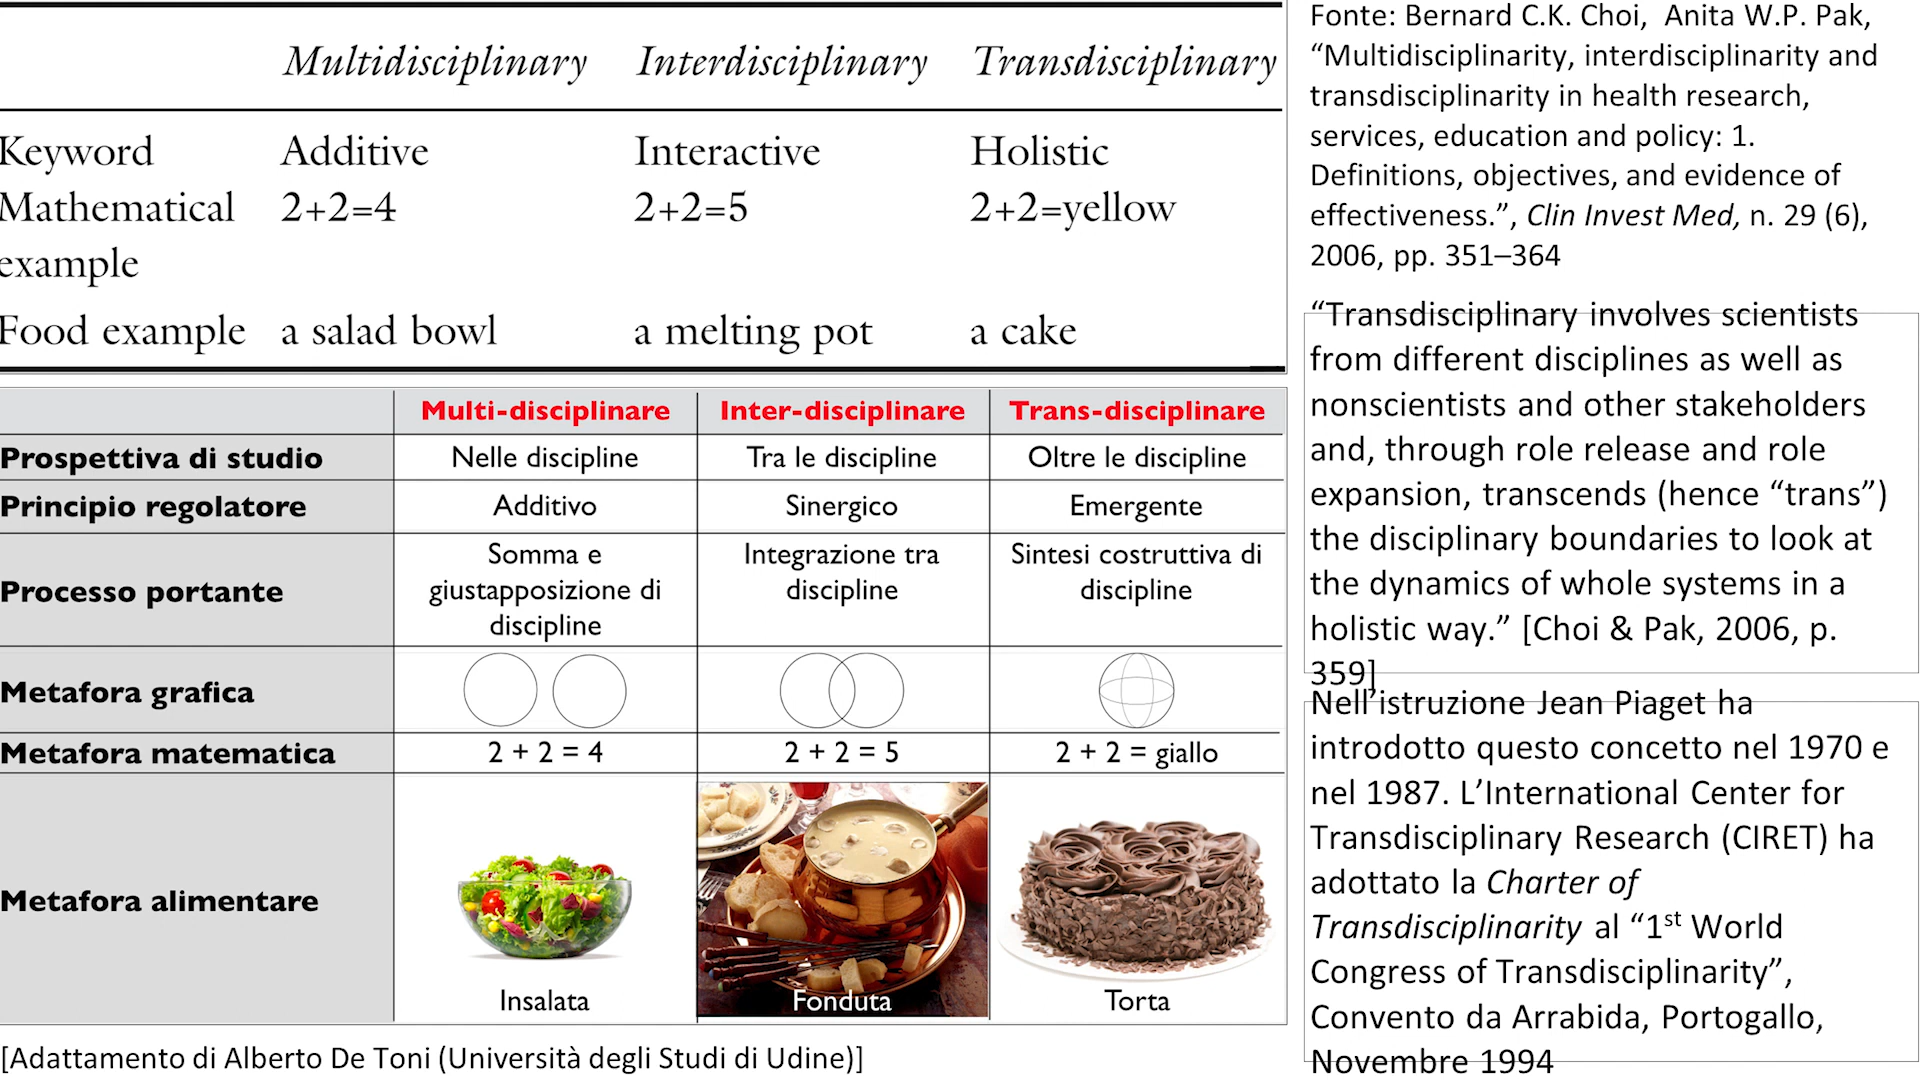 Multidisciplinary Interdisciplinary Transdisciplinary
Keyword Additive Interactive Holistic
Mathematical 2+2=4 2+2=5 2+2=yellow
example
Food example a salad bowl a melting pot a cake
Multi-disciplinare Inter-disciplinare Trans-disciplinare
Prospettiva di studio Nelle discipline Tra le discipline Oltre le discipline
Principio regolatore Additivo Sinergico Emergente
Processo portante
Somma e
giustapposizione di
discipline
Integrazione tra
discipline
Sintesi costruttiva di
discipline
Metafora grafica
Metafora matematica 2 + 2 = 4 2 + 2 = 5 2 + 2 = giallo
Metafora alimentare
Insalata Fonduta Torta
[Adattamento di Alberto De Toni (Università degli Studi di Udine)]
Fonte: Bernard C.K. Choi, Anita W.P. Pak,
“Multidisciplinarity, interdisciplinarity and
transdisciplinarity in health research,
services, education and policy: 1.
Definitions, objectives, and evidence of
effectiveness.”, Clin Invest Med, n. 29 (6),
2006, pp. 351–364
“Transdisciplinary involves scientists
from different disciplines as well as
nonscientists and other stakeholders
and, through role release and role
expansion, transcends (hence “trans”)
the disciplinary boundaries to look at
the dynamics of whole systems in a
holistic way.” [Choi & Pak, 2006, p.
359]
Nell’istruzione Jean Piaget ha
introdotto questo concetto nel 1970 e
nel 1987. L’International Center for
Transdisciplinary Research (CIRET) ha
adottato la Charter of
Transdisciplinarity al “1st World
Congress of Transdisciplinarity”,
Convento da Arrabida, Portogallo,
Novembre 1994